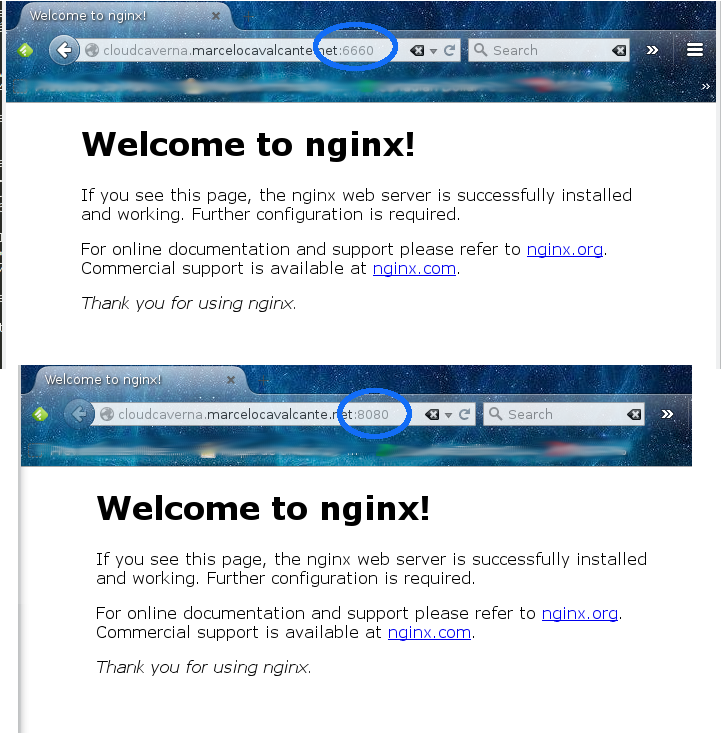 Welcome to nginx!
cloudcaverna.marcelocavalcante.net:6660
Search
Welcome to nginx!
If you see this page, the nginx web server is successfully installed
and working. Further configuration is required.
For online documentation and support please refer to nginx.org.
Commercial support is available at nginx.com.
Thank you for using nginx.
Welcome to nginx!
cloudcaverna.marcelocavalcante.net:8080
Search
Welcome to nginx!
If you see this page, the nginx web server is successfully installed
and working. Further configuration is required.
For online documentation and support please refer to nginx.org.
Commercial support is available at nginx.com.
Thank you for using nginx.